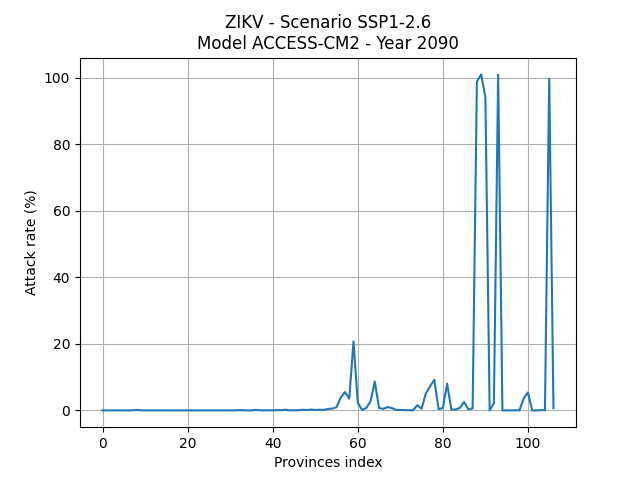 ZIKV - Scenario SSP1-2.6
Model ACCESS-CM2 - Year 2090
Attack rate (%)
100
80
60
40
20
0
0 20 40 60 80 100
Provinces index